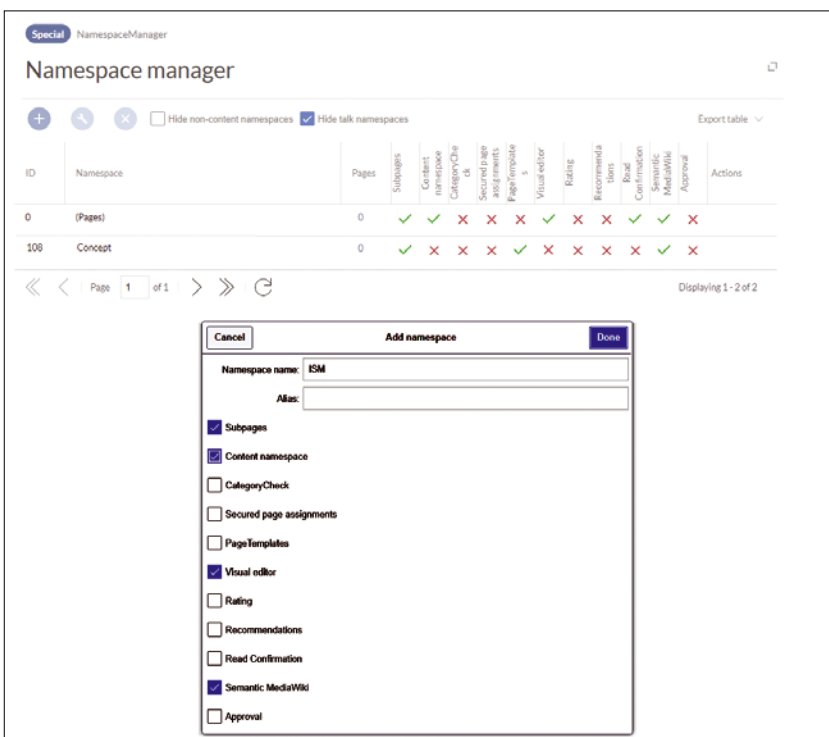 Special NamespaceManager
Namespace manager
Hide non-content namespaces Hide talk namespaces Export table
ID Namespace Pages Subpages Content namespace CategoryCheck Secured page assignments PageTemplates Visual editor Rating Recommendations Read Confirmation Semantic MediaWiki Approval Actions
0 (Pages) 0
108 Concept 0
Page 1 of 1 Displaying 1 - 2 of 2
Cancel Add namespace Done
Namespace name: ISM
Alias:
Subpages
Content namespace
CategoryCheck
Secured page assignments
PageTemplates
Visual editor
Rating
Recommendations
Read Confirmation
Semantic MediaWiki
Approval